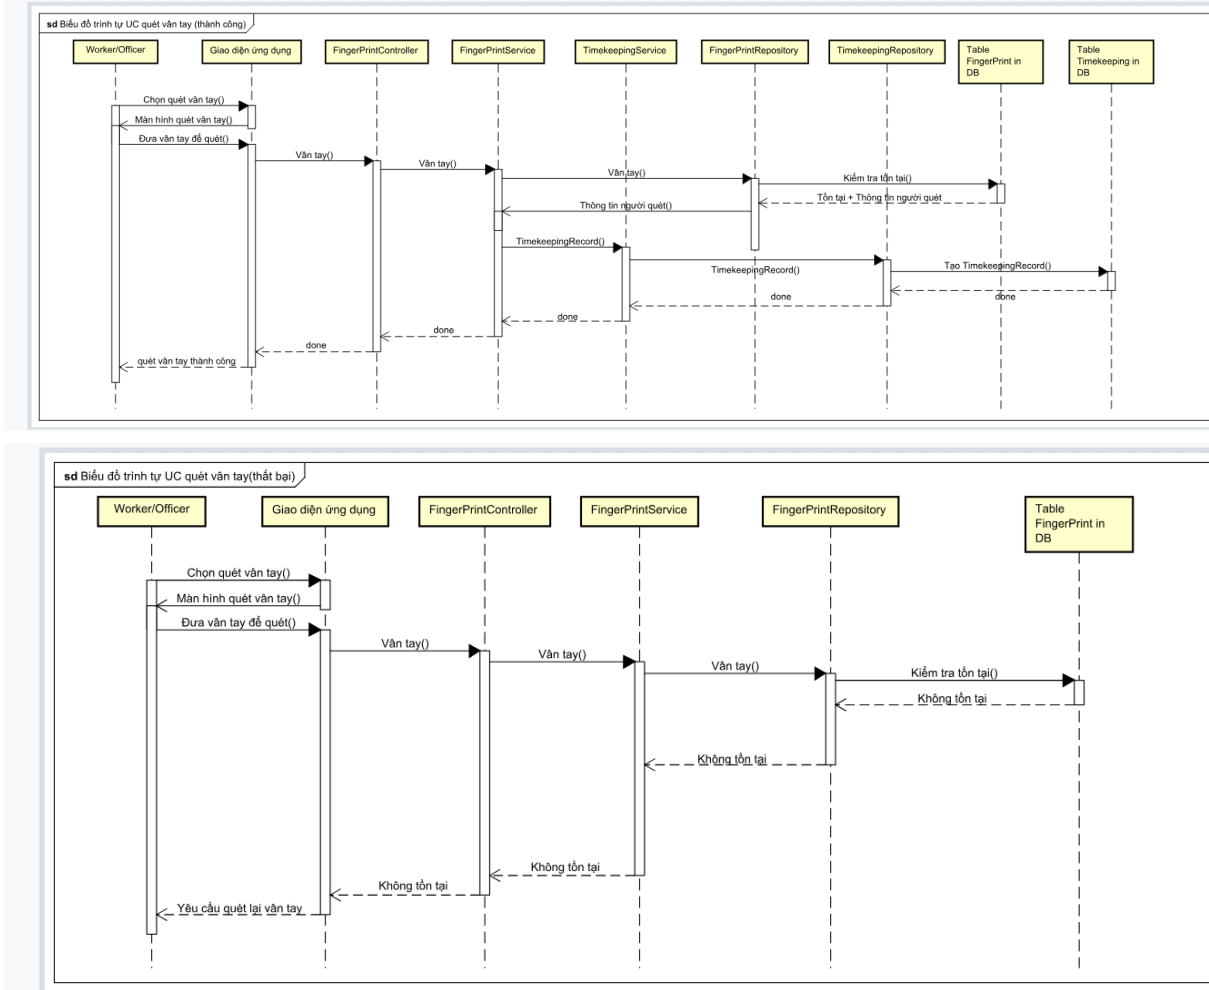 sd Biểu đồ trình tự UC quét vân tay (thành công)
Worker/Officer
Giao diện ứng dụng
FingerPrintController
FingerPrintService
TimekeepingService
FingerPrintRepository
TimekeepingRepository
Table
FingerPrint in
DB
Table
Timekeeping in
DB
Chọn quét vân tay()
Màn hình quét vân tay()
Đưa vân tay để quét()
Vân tay()
Vân tay()
Vân tay()
Kiểm tra tồn tại()
Tồn tại + Thông tin người quét
Thông tin người quét()
TimekeepingRecord()
TimekeepingRecord()
Tạo TimekeepingRecord()
done
done
done
done
done
quét vân tay thành công
sd Biểu đồ trình tự UC quét vân tay(thất bại)
Worker/Officer
Giao diện ứng dụng
FingerPrintController
FingerPrintService
FingerPrintRepository
Table
FingerPrint in
DB
Chọn quét vân tay()
Màn hình quét vân tay()
Đưa vân tay để quét()
Vân tay()
Vân tay()
Vân tay()
Kiểm tra tồn tại()
Không tồn tại
Không tồn tại
Không tồn tại
Không tồn tại
Yêu cầu quét lại vân tay